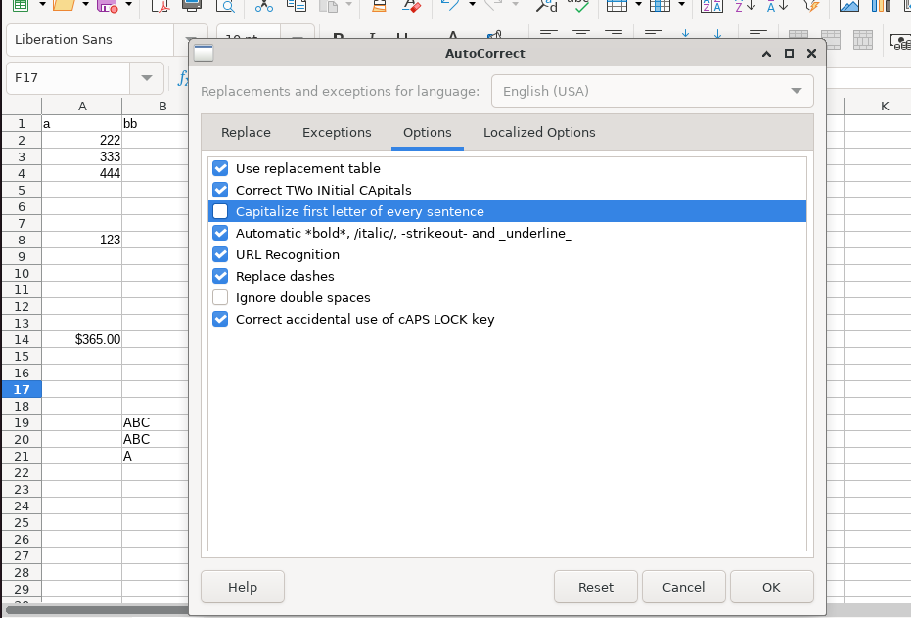 Liberation Sans
AutoCorrect
F17
Replacements and exceptions for language: English (USA)
Replace Exceptions Options Localized Options
A B K
1 a bb
2 222
3 333
4 444
5
6
7
8 123
9
10
11
12
13
14 $365.00
15
16
17
18
19 ABC
20 ABC
21 A
22
23
24
25
26
27
28
29
Use replacement table
Correct TWo INitial CApitals
Capitalize first letter of every sentence
Automatic *bold*, /italic/, -strikeout- and _underline_
URL Recognition
Replace dashes
Ignore double spaces
Correct accidental use of cAPS LOCK key
Help Reset Cancel OK